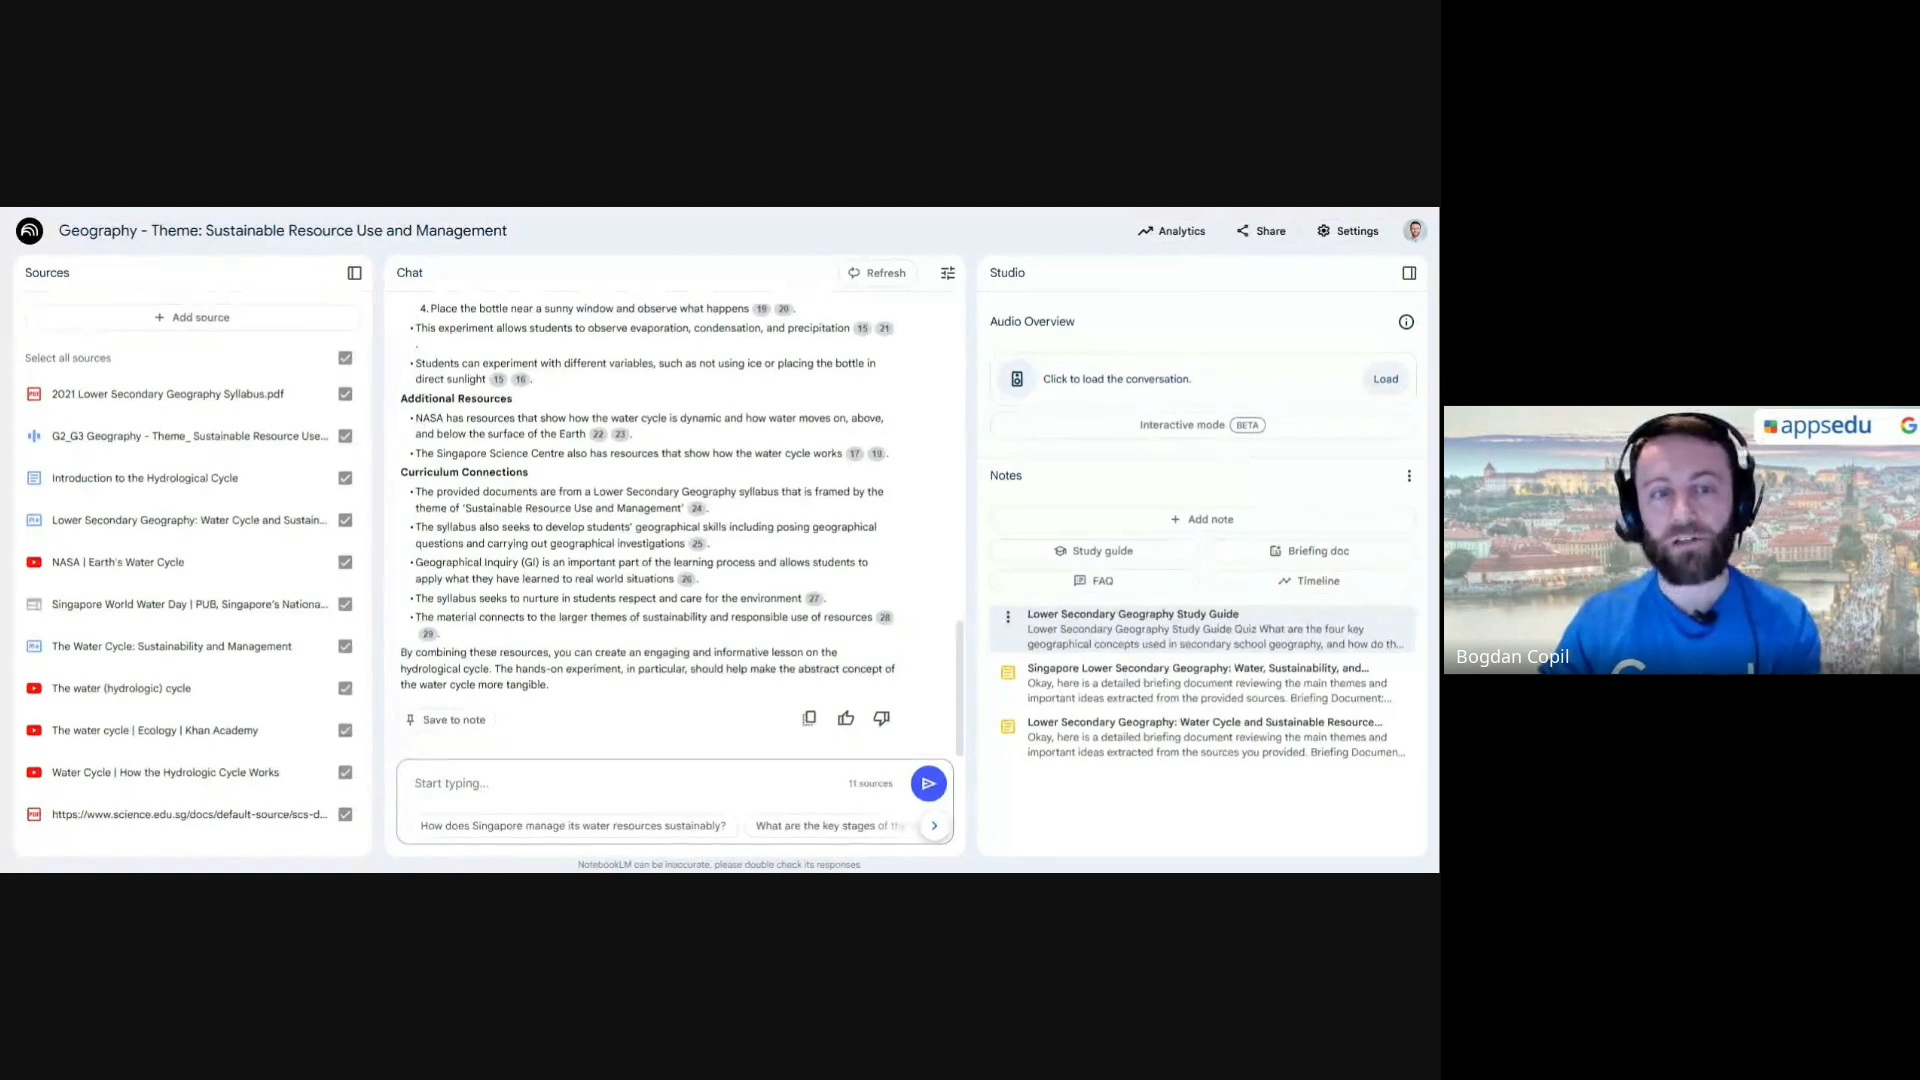 Geography - Theme: Sustainable Resource Use and Management
Analytics
Share
Settings
Sources
+ Add source
Select all sources
2021 Lower Secondary Geography Syllabus.pdf
G2_G3 Geography - Theme_ Sustainable Resource Use...
Introduction to the Hydrological Cycle
Lower Secondary Geography: Water Cycle and Sustain...
NASA | Earth's Water Cycle
Singapore World Water Day | PUB, Singapore's Nationa...
The Water Cycle: Sustainability and Management
The water (hydrologic) cycle
The water cycle | Ecology | Khan Academy
Water Cycle | How the Hydrologic Cycle Works
https://www.science.edu.sg/docs/default-source/scs-d...
Chat
Refresh
4. Place the bottle near a sunny window and observe what happens 19 20 .
• This experiment allows students to observe evaporation, condensation, and precipitation 15 21
.
• Students can experiment with different variables, such as not using ice or placing the bottle in
direct sunlight 15 16 .
Additional Resources
• NASA has resources that show how the water cycle is dynamic and how water moves on, above,
and below the surface of the Earth 22 23 .
• The Singapore Science Centre also has resources that show how the water cycle works 17 19 .
Curriculum Connections
• The provided documents are from a Lower Secondary Geography syllabus that is framed by the
theme of 'Sustainable Resource Use and Management' 24 .
• The syllabus also seeks to develop students' geographical skills including posing geographical
questions and carrying out geographical investigations 25 .
• Geographical Inquiry (GI) is an important part of the learning process and allows students to
apply what they have learned to real world situations 26 .
• The syllabus seeks to nurture in students respect and care for the environment 27 .
• The material connects to the larger themes of sustainability and responsible use of resources 28
29 .
By combining these resources, you can create an engaging and informative lesson on the
hydrological cycle. The hands-on experiment, in particular, should help make the abstract concept of
the water cycle more tangible.
Save to note
Start typing...
11 sources
How does Singapore manage its water resources sustainably?
What are the key stages of the
NotebookLM can be inaccurate, please double check its responses.
Studio
Audio Overview
Click to load the conversation.
Load
Interactive mode BETA
Notes
+ Add note
Study guide
Briefing doc
FAQ
Timeline
Lower Secondary Geography Study Guide
Lower Secondary Geography Study Guide Quiz What are the four key
geographical concepts used in secondary school geography, and how do th...
Singapore Lower Secondary Geography: Water, Sustainability, and...
Okay, here is a detailed briefing document reviewing the main themes and
important ideas extracted from the provided sources. Briefing Document:...
Lower Secondary Geography: Water Cycle and Sustainable Resource...
Okay, here is a detailed briefing document reviewing the main themes and
important ideas extracted from the sources you provided. Briefing Documen...
appsedu
G
Bogdan Copil